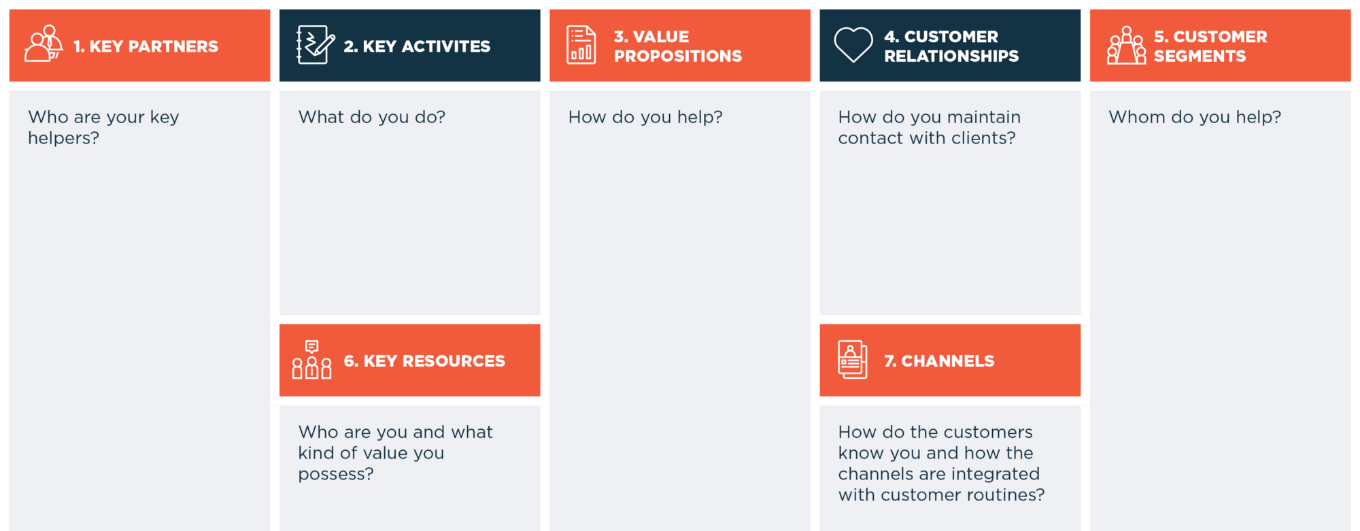 1. KEY PARTNERS
Who are your key
helpers?
2. KEY ACTIVITES
What do you do?
3. VALUE
PROPOSITIONS
How do you help?
4. CUSTOMER
RELATIONSHIPS
How do you maintain
contact with clients?
5. CUSTOMER
SEGMENTS
Whom do you help?
6. KEY RESOURCES
Who are you and what
kind of value you
possess?
7. CHANNELS
How do the customers
know you and how the
channels are integrated
with customer routines?